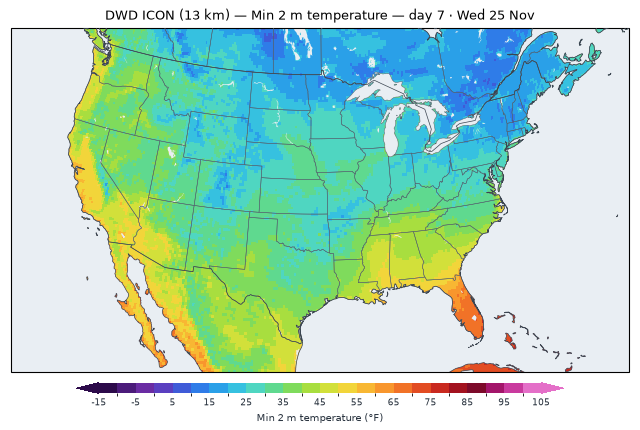 DWD ICON (13 km) — Min 2 m temperature — day 7 · Wed 25 Nov
-15 -5 5 15 25 35 45 55 65 75 85 95 105
Min 2 m temperature (°F)